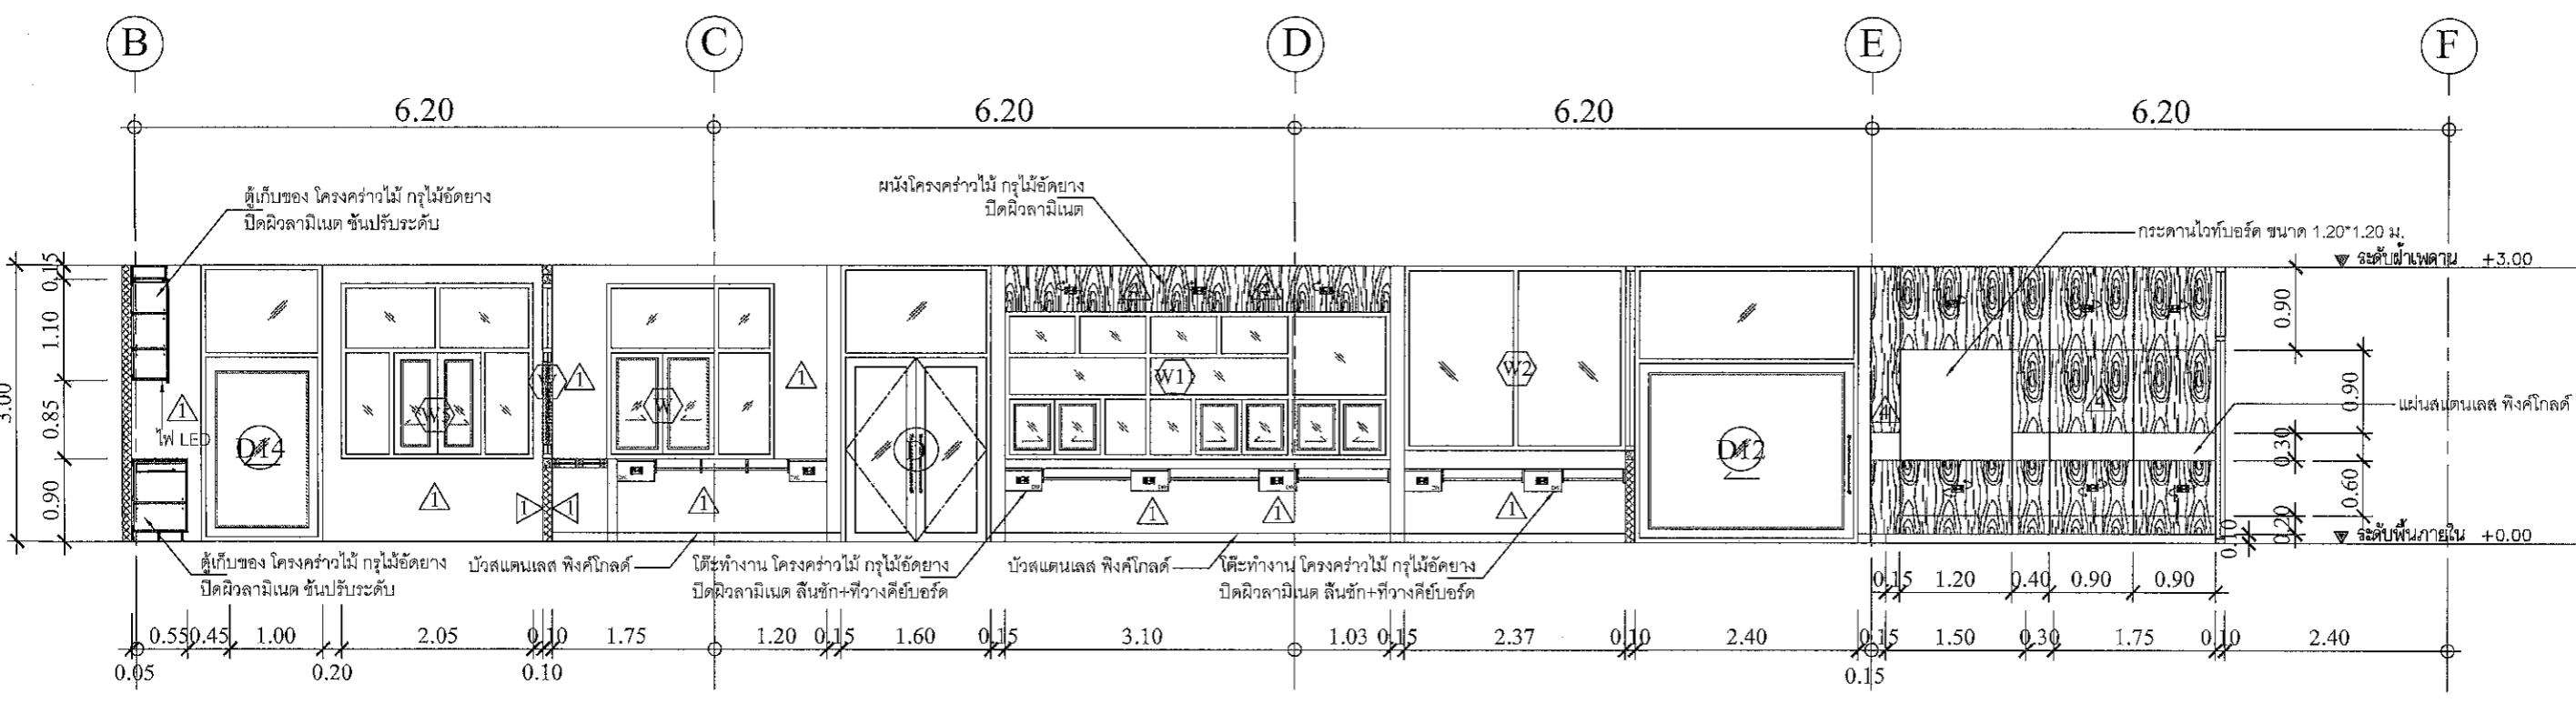 B C D E F
6.20 6.20 6.20 6.20
ตู้เก็บของ โครงคร่าวไม้ กรุไม้อัดยาง
ปิดผิวลามิเนต ชั้นปรับระดับ
ผนังโครงคร่าวไม้ กรุไม้อัดยาง
ปิดผิวลามิเนต
กระดานไวท์บอร์ด ขนาด 1.20*1.20 ม.
ระดับฝ้าเพดาน +3.00
3.00
0.15
1.10
0.85
0.90
ไฟ LED
1
D14
W5
1
1
1
1
W
1
1
D
W11
1
1
W2
1
D12
4
4
แผ่นสแตนเลส พิงค์โกลด์
0.90
0.90
0.30
0.60
0.20
0.10
ระดับพื้นภายใน +0.00
ตู้เก็บของ โครงคร่าวไม้ กรุไม้อัดยาง
ปิดผิวลามิเนต ชั้นปรับระดับ
บัวสแตนเลส พิงค์โกลด์
โต๊ะทำงาน โครงคร่าวไม้ กรุไม้อัดยาง
ปิดผิวลามิเนต ลิ้นชัก+ที่วางคีย์บอร์ด
บัวสแตนเลส พิงค์โกลด์
โต๊ะทำงาน โครงคร่าวไม้ กรุไม้อัดยาง
ปิดผิวลามิเนต ลิ้นชัก+ที่วางคีย์บอร์ด
0.15 1.20 0.40 0.90 0.90
0.55 0.45 1.00 2.05 0.10 1.75 1.20 0.15 1.60 0.15 3.10 1.03 0.15 2.37 0.10 2.40 0.15 1.50 0.30 1.75 0.10 2.40
0.05 0.20 0.10 0.15